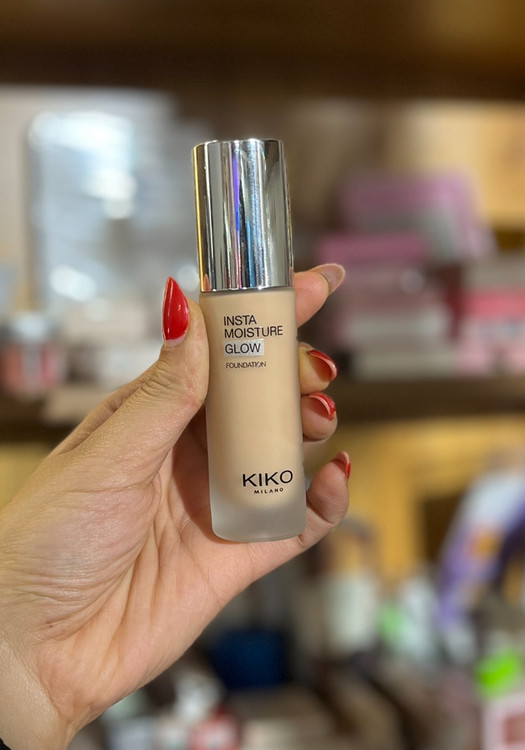 INSTA
MOISTURE
GLOW
FOUNDATION
KIKO
MILANO